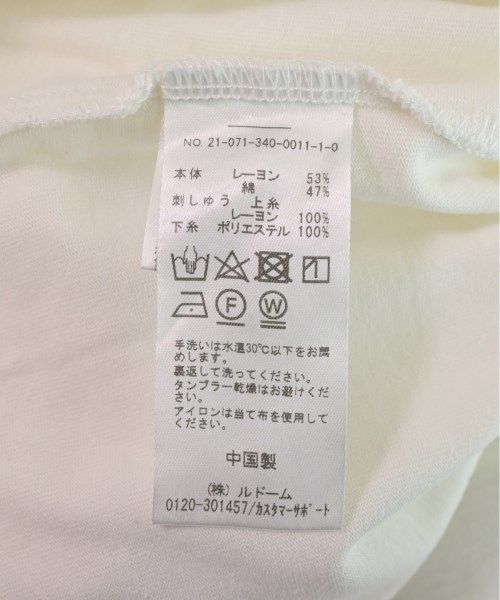 NO. 21-071-340-0011-1-0
本体 レーヨン 53%
綿 47%
刺しゅう 上糸
レーヨン 100%
下糸 ポリエステル 100%
F W
手洗いは水温30℃以下をお薦
めします。
裏返して洗ってください。
タンブラー乾燥はお避けくださ
い。
アイロンは当て布を使用して
ください。
中国製
(株) ルドーム
0120-301457/カスタマーサポート